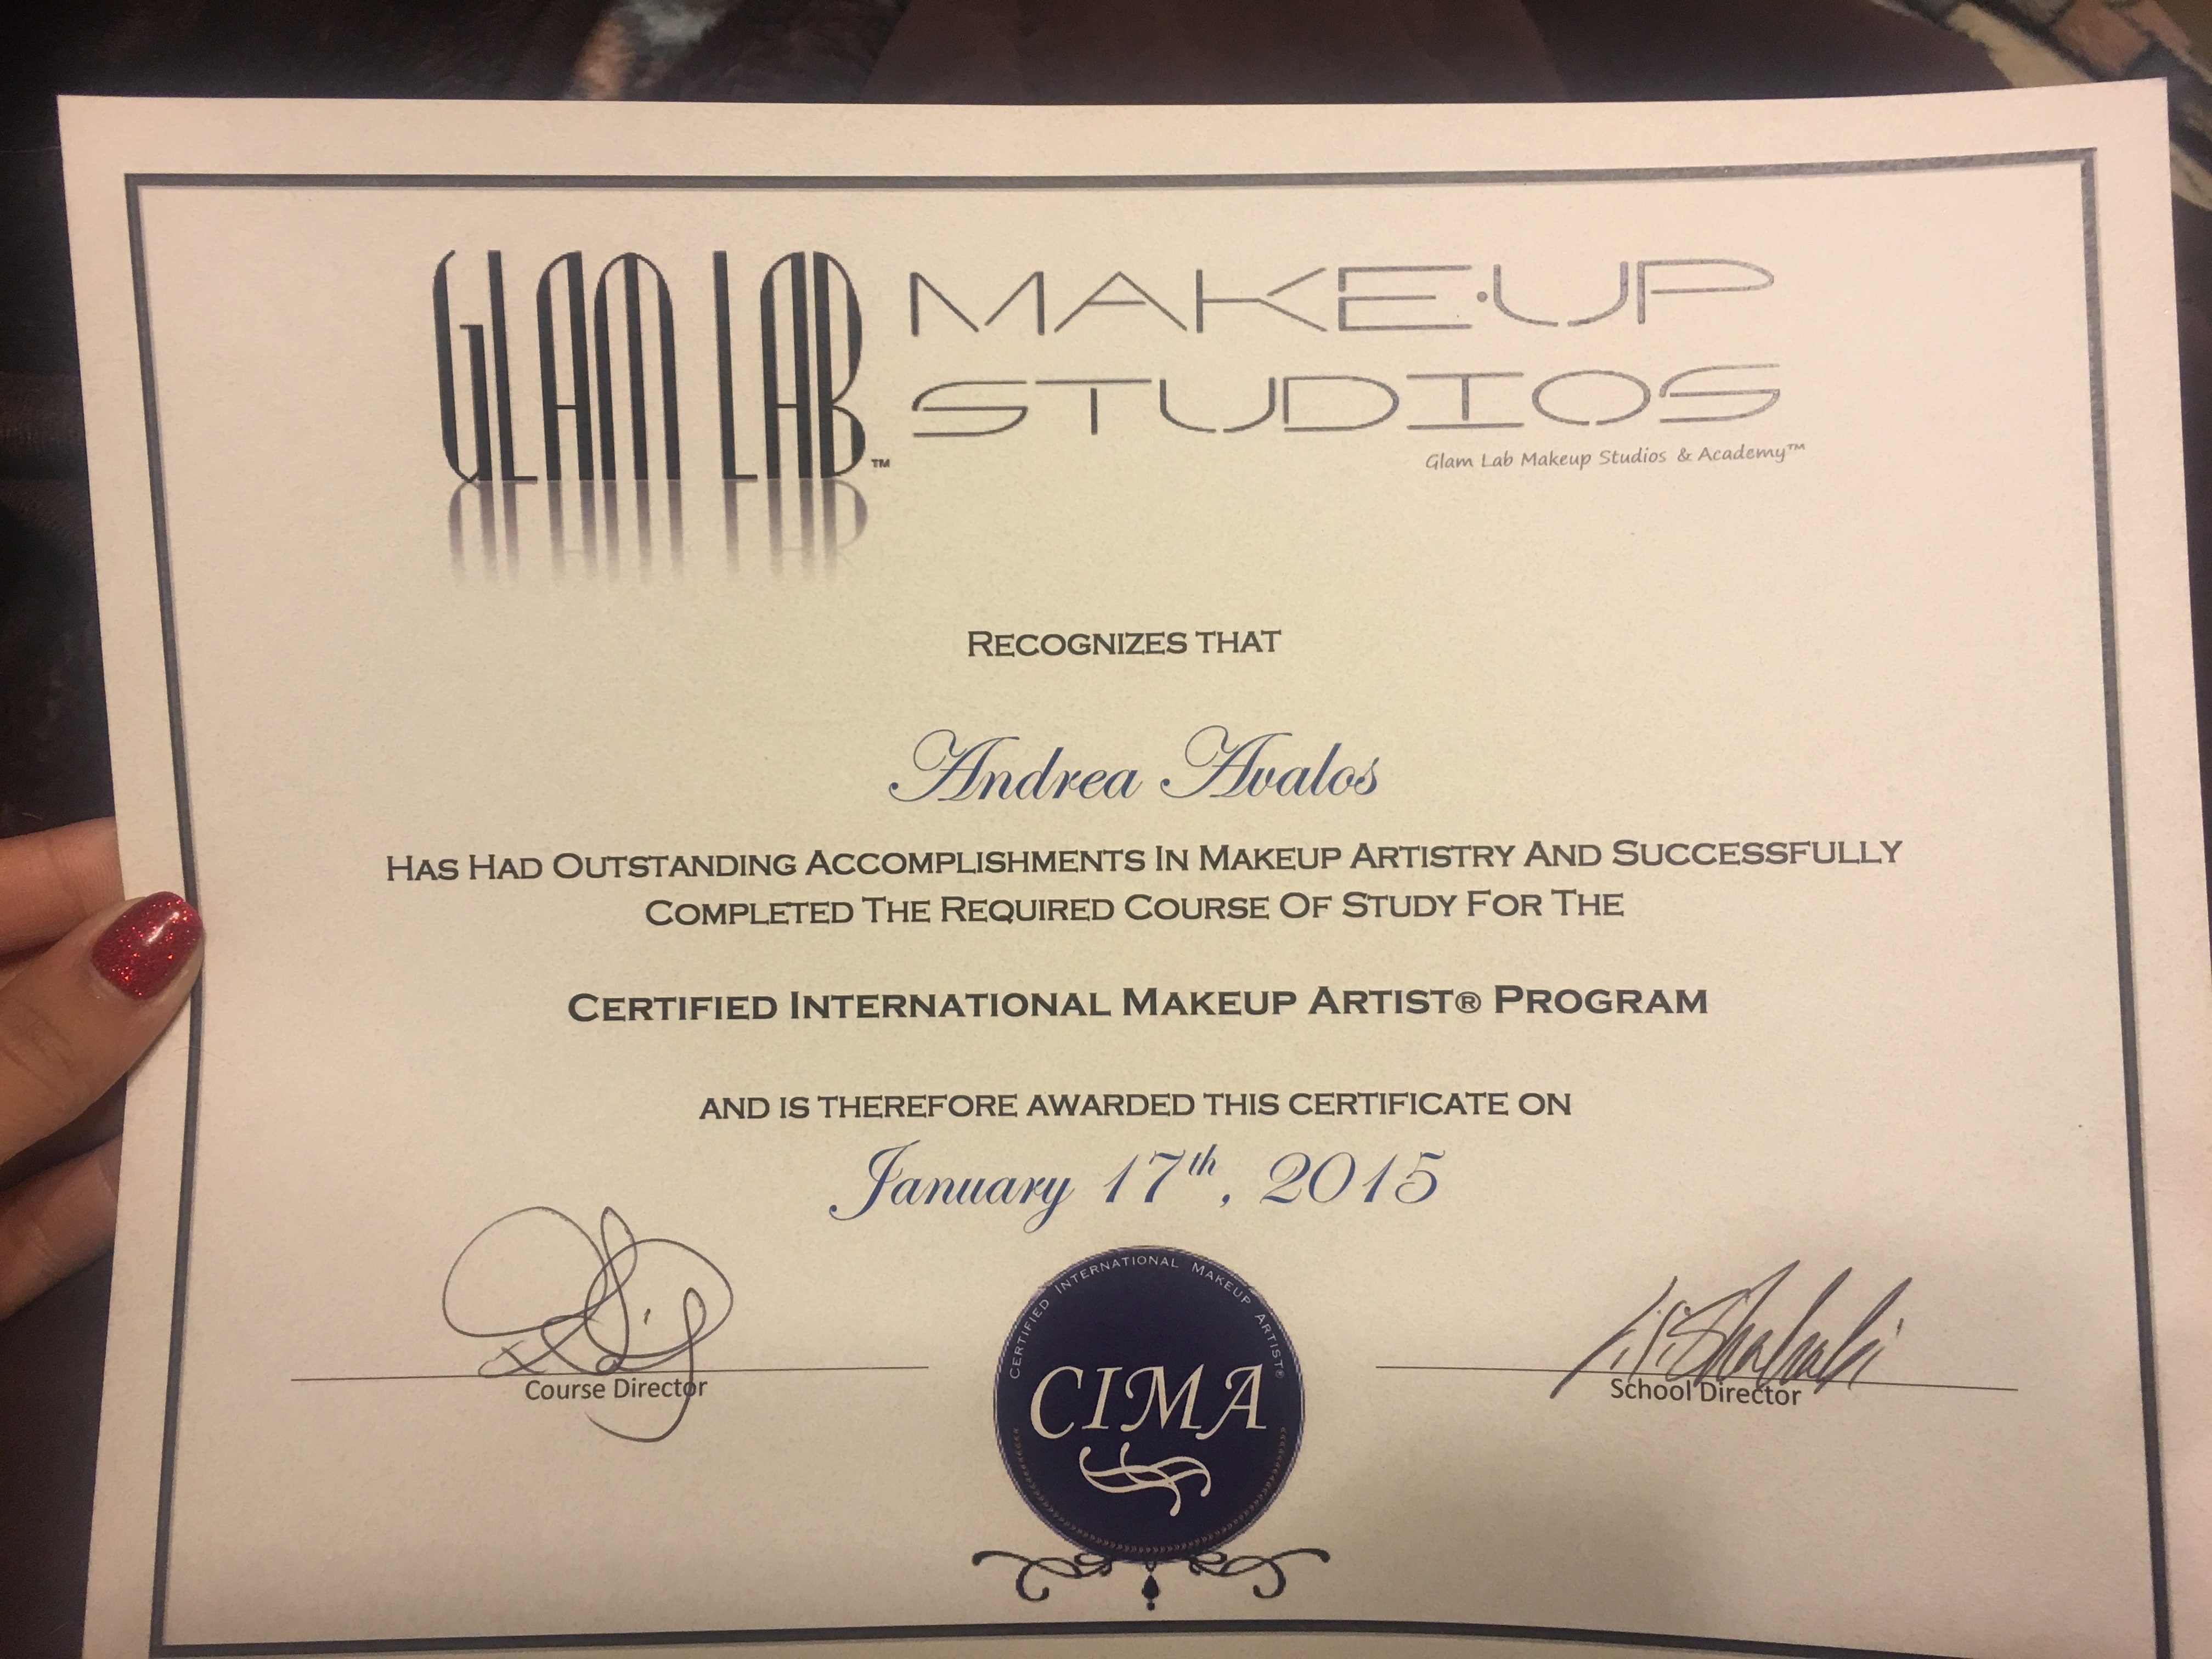 GLAM LAB™ MAKE·UP
STUDIOS
Glam Lab Makeup Studios & Academy™
RECOGNIZES THAT
Andrea Avalos
HAS HAD OUTSTANDING ACCOMPLISHMENTS IN MAKEUP ARTISTRY AND SUCCESSFULLY
COMPLETED THE REQUIRED COURSE OF STUDY FOR THE
CERTIFIED INTERNATIONAL MAKEUP ARTIST® PROGRAM
AND IS THEREFORE AWARDED THIS CERTIFICATE ON
January 17th, 2015
Course Director
CERTIFIED INTERNATIONAL MAKEUP ARTIST®
CIMA
School Director